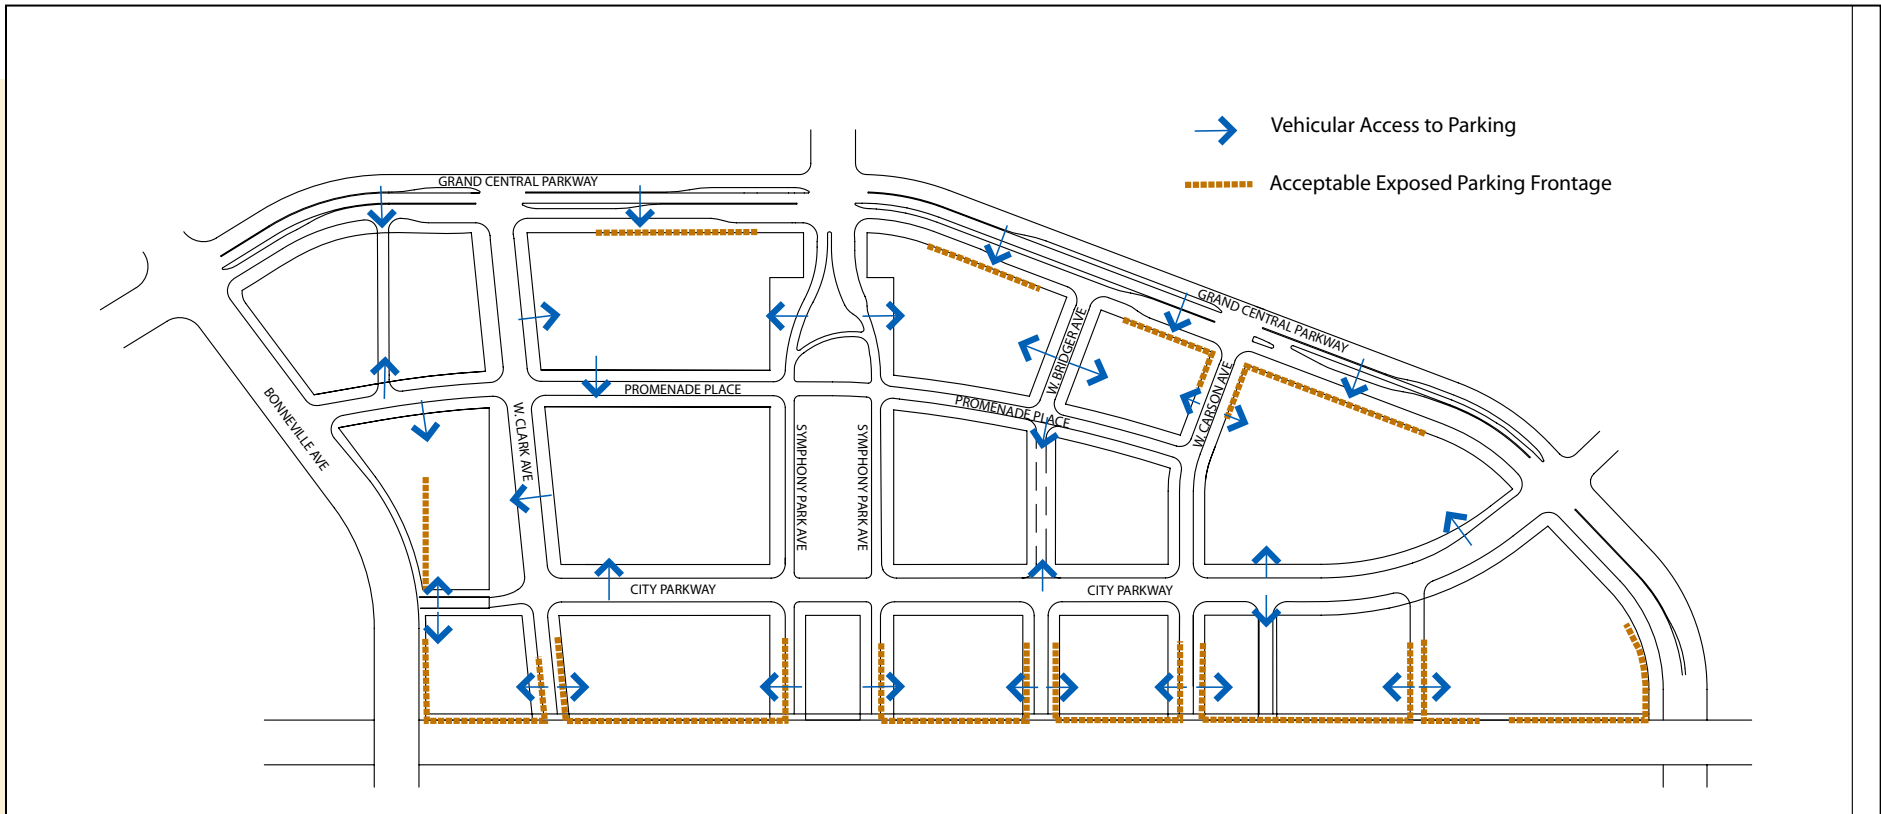 Vehicular Access to Parking
Acceptable Exposed Parking Frontage
GRAND CENTRAL PARKWAY
GRAND CENTRAL PARKWAY
W. BRIDGER AVE
W. CARSON AVE
PROMENADE PLACE
PROMENADE PLACE
BONNEVILLE AVE
W. CLARK AVE
SYMPHONY PARK AVE
SYMPHONY PARK AVE
CITY PARKWAY
CITY PARKWAY